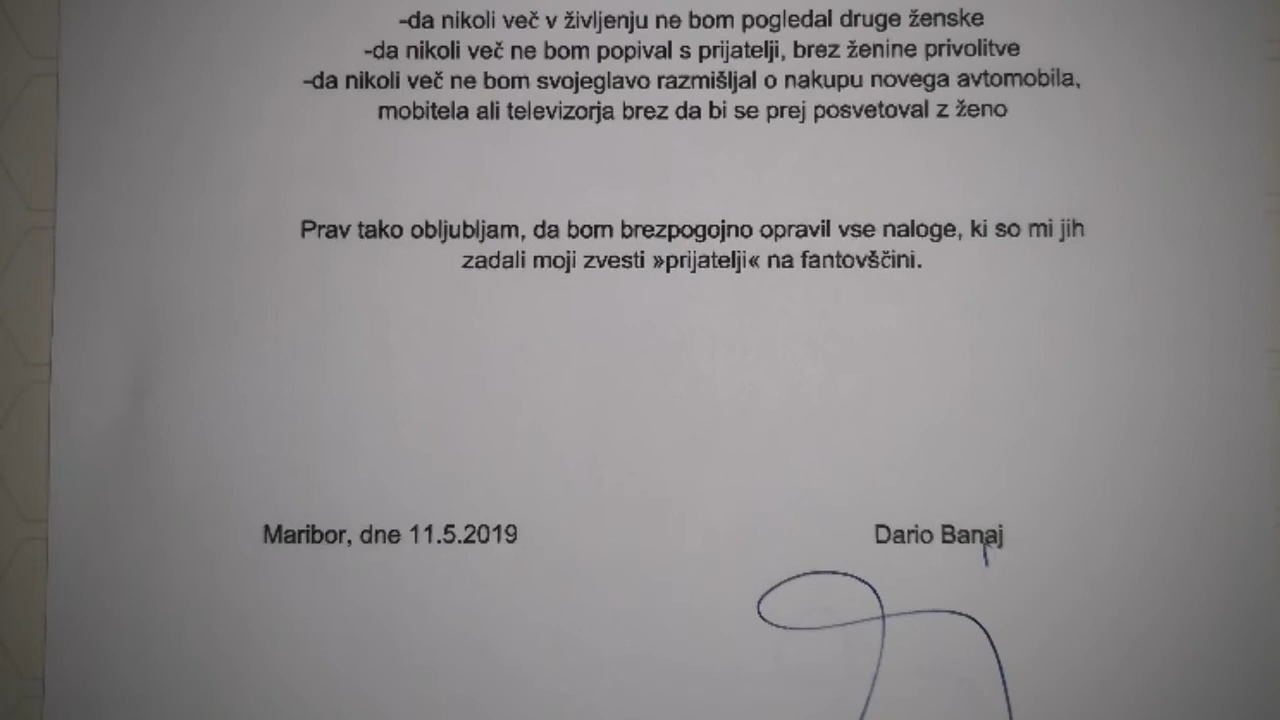 -da nikoli več v življenju ne bom pogledal druge ženske
-da nikoli več ne bom popival s prijatelji, brez ženine privolitve
-da nikoli več ne bom svojeglavo razmišljal o nakupu novega avtomobila,
mobitela ali televizorja brez da bi se prej posvetoval z ženo
Prav tako obljubljam, da bom brezpogojno opravil vse naloge, ki so mi jih
zadali moji zvesti »prijatelji« na fantovščini.
Maribor, dne 11.5.2019
Dario Banaj